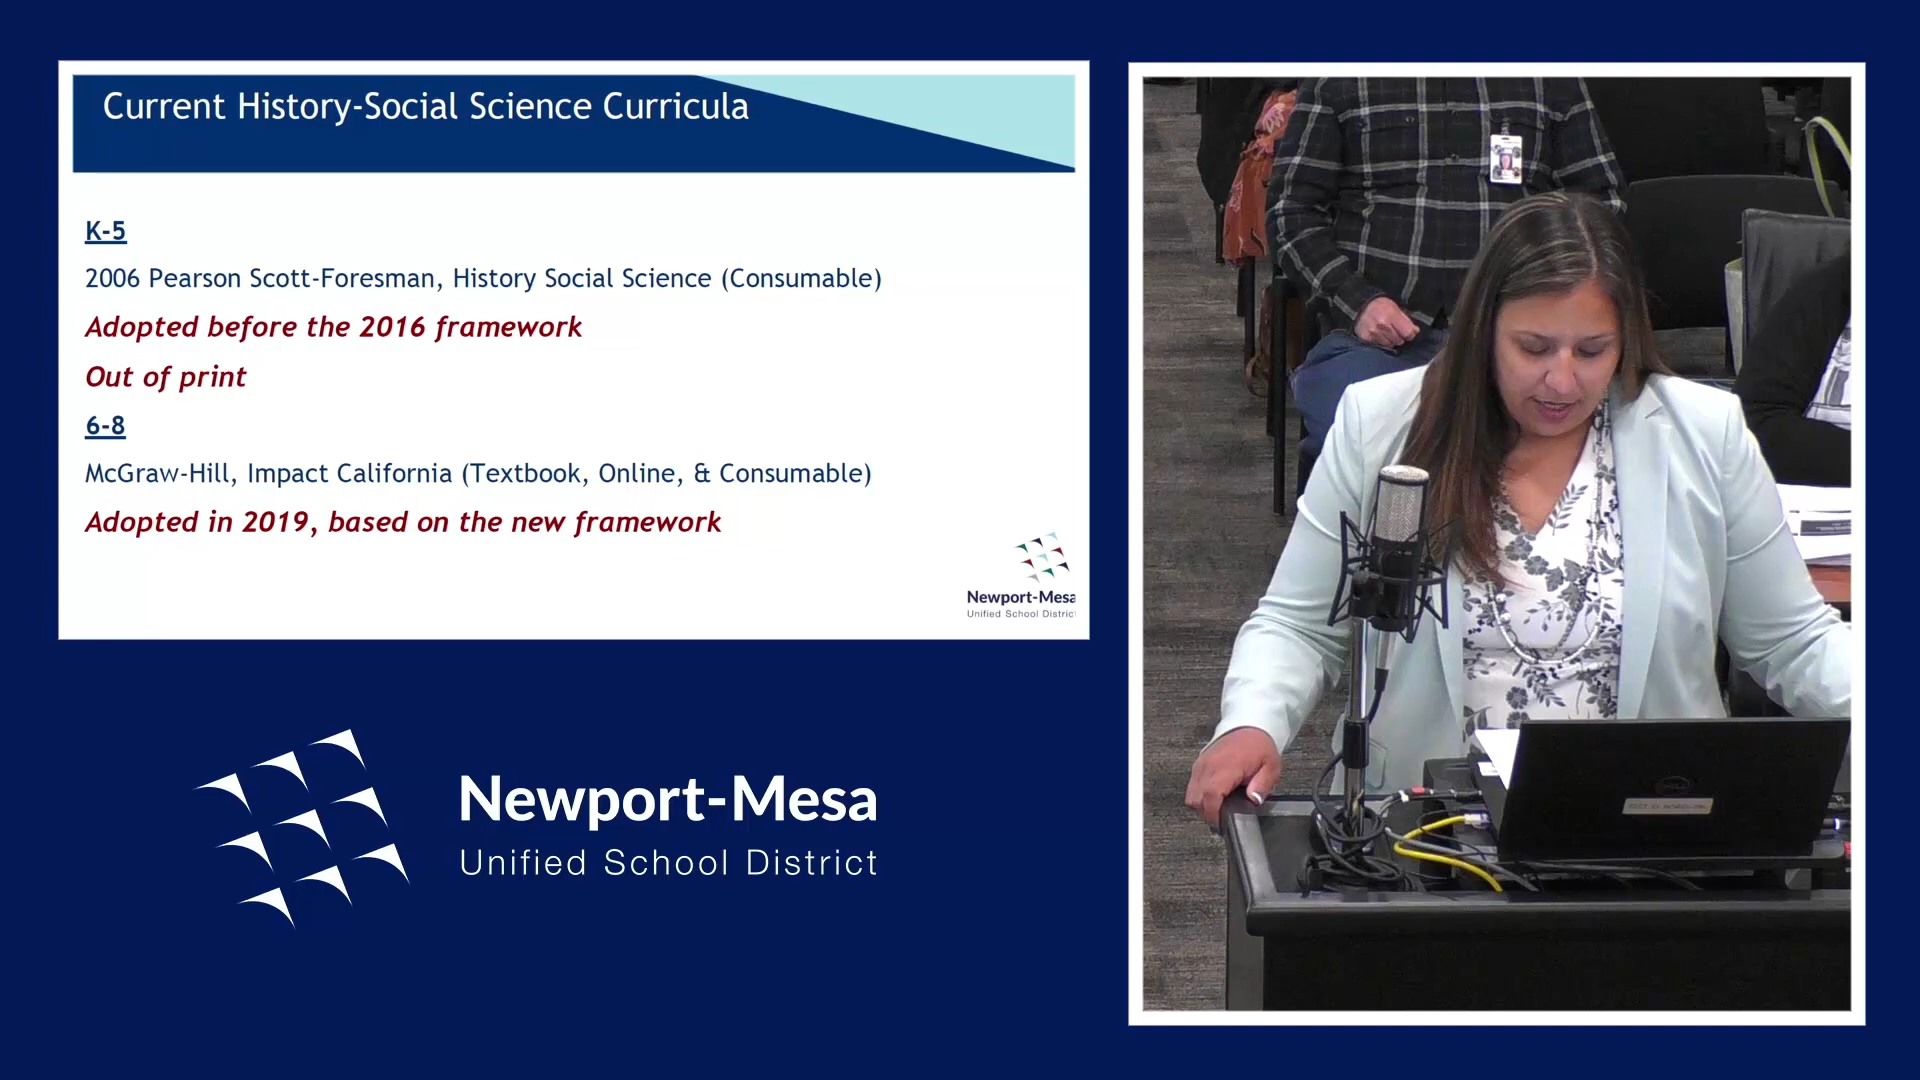 Current History-Social Science Curricula
K-5
2006 Pearson Scott-Foresman, History Social Science (Consumable)
Adopted before the 2016 framework
Out of print
6-8
McGraw-Hill, Impact California (Textbook, Online, & Consumable)
Adopted in 2019, based on the new framework
Newport-Mesa
Unified School District
Newport-Mesa
Unified School District